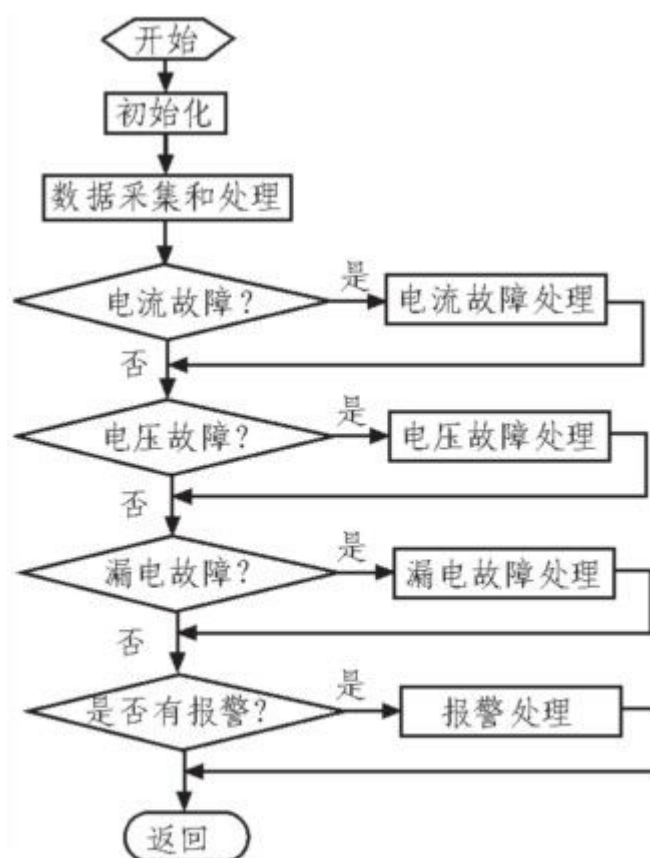 开始
初始化
数据采集和处理
电流故障？
是
电流故障处理
否
电压故障？
是
电压故障处理
否
漏电故障？
是
漏电故障处理
否
是否有报警？
是
报警处理
返回